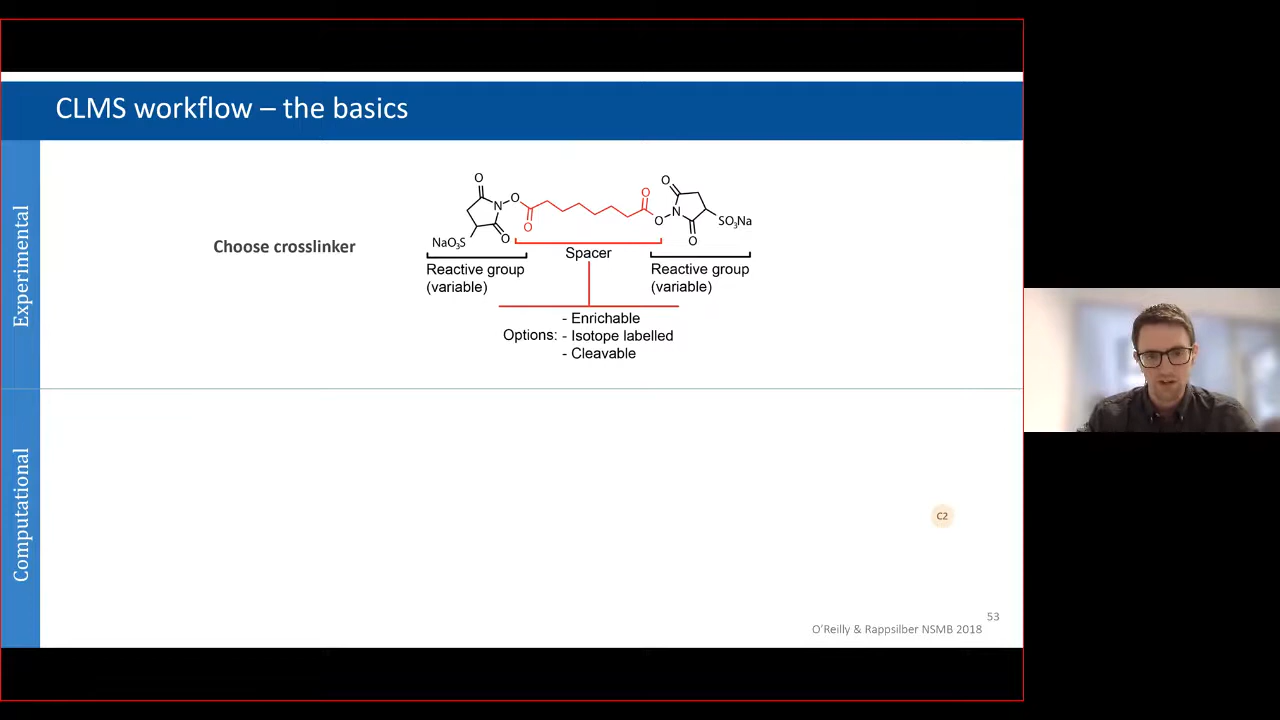 CLMS workflow – the basics
Experimental
Choose crosslinker
O
O
N
O
O
O
NaO3S
O
O
O
N
O
SO3Na
Spacer
Reactive group
(variable)
Reactive group
(variable)
Options:
- Enrichable
- Isotope labelled
- Cleavable
Computational
C2
53
O'Reilly & Rappsilber NSMB 2018